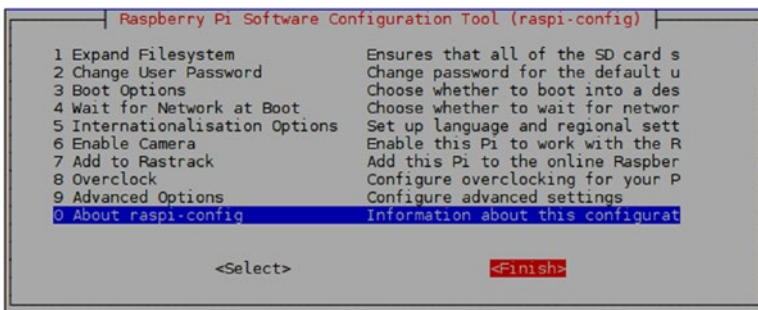 Raspberry Pi Software Configuration Tool (raspi-config)
1 Expand Filesystem Ensures that all of the SD card s
2 Change User Password Change password for the default u
3 Boot Options Choose whether to boot into a des
4 Wait for Network at Boot Choose whether to wait for networ
5 Internationalisation Options Set up language and regional sett
6 Enable Camera Enable this Pi to work with the R
7 Add to Rastrack Add this Pi to the online Raspber
8 Overclock Configure overclocking for your P
9 Advanced Options Configure advanced settings
0 About raspi-config Information about this configurat
<Select> <Finish>